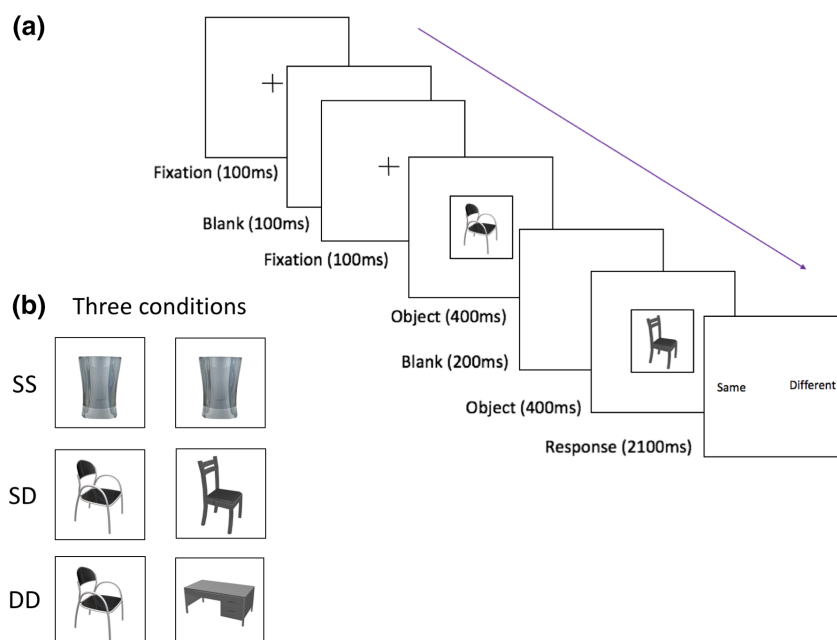 (a)
Fixation (100ms)
Blank (100ms)
Fixation (100ms)
Object (400ms)
Blank (200ms)
Object (400ms)
Response (2100ms)
Same Different
(b) Three conditions
SS
SD
DD